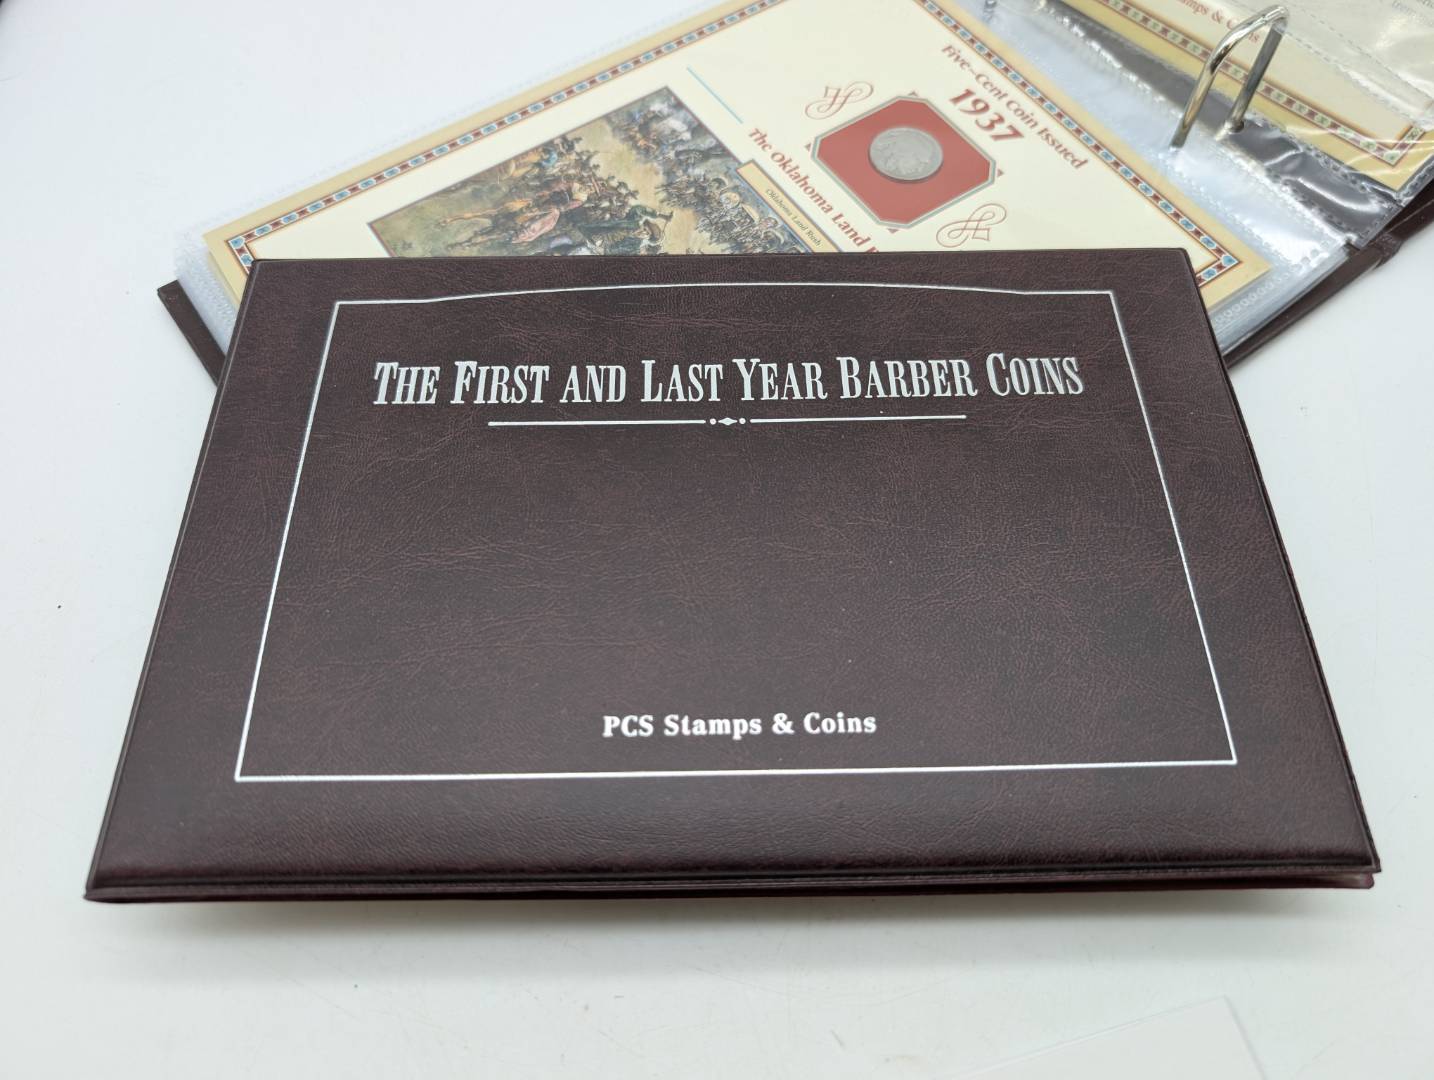 Five-Cent Coin Issued
1937
The Oklahoma Land
Oklahoma Land Rush
THE FIRST AND LAST YEAR BARBER COINS
PCS Stamps & Coins